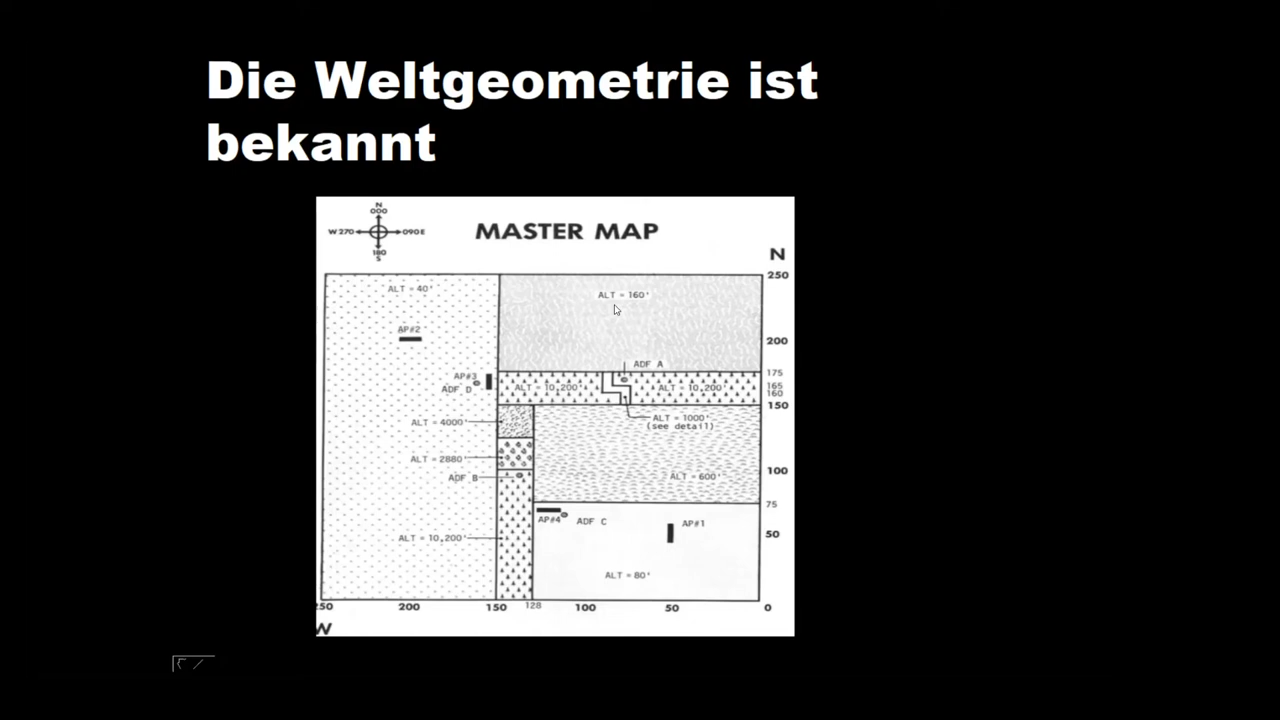 Die Weltgeometrie ist
bekannt
N
000
W 270
090 E
180
S
MASTER MAP
N
250
ALT = 40'
ALT = 160'
AP#2
200
ADF A
175
AP#3
ADF D
ALT = 10,200'
ALT = 10,200'
165
160
150
ALT = 4000'
ALT = 1000'
(see detail)
ALT = 2880'
100
ADF B
ALT = 600'
75
AP#4
ADF C
AP#1
50
ALT = 10,200'
ALT = 80'
250
200
150
128
100
50
0
W